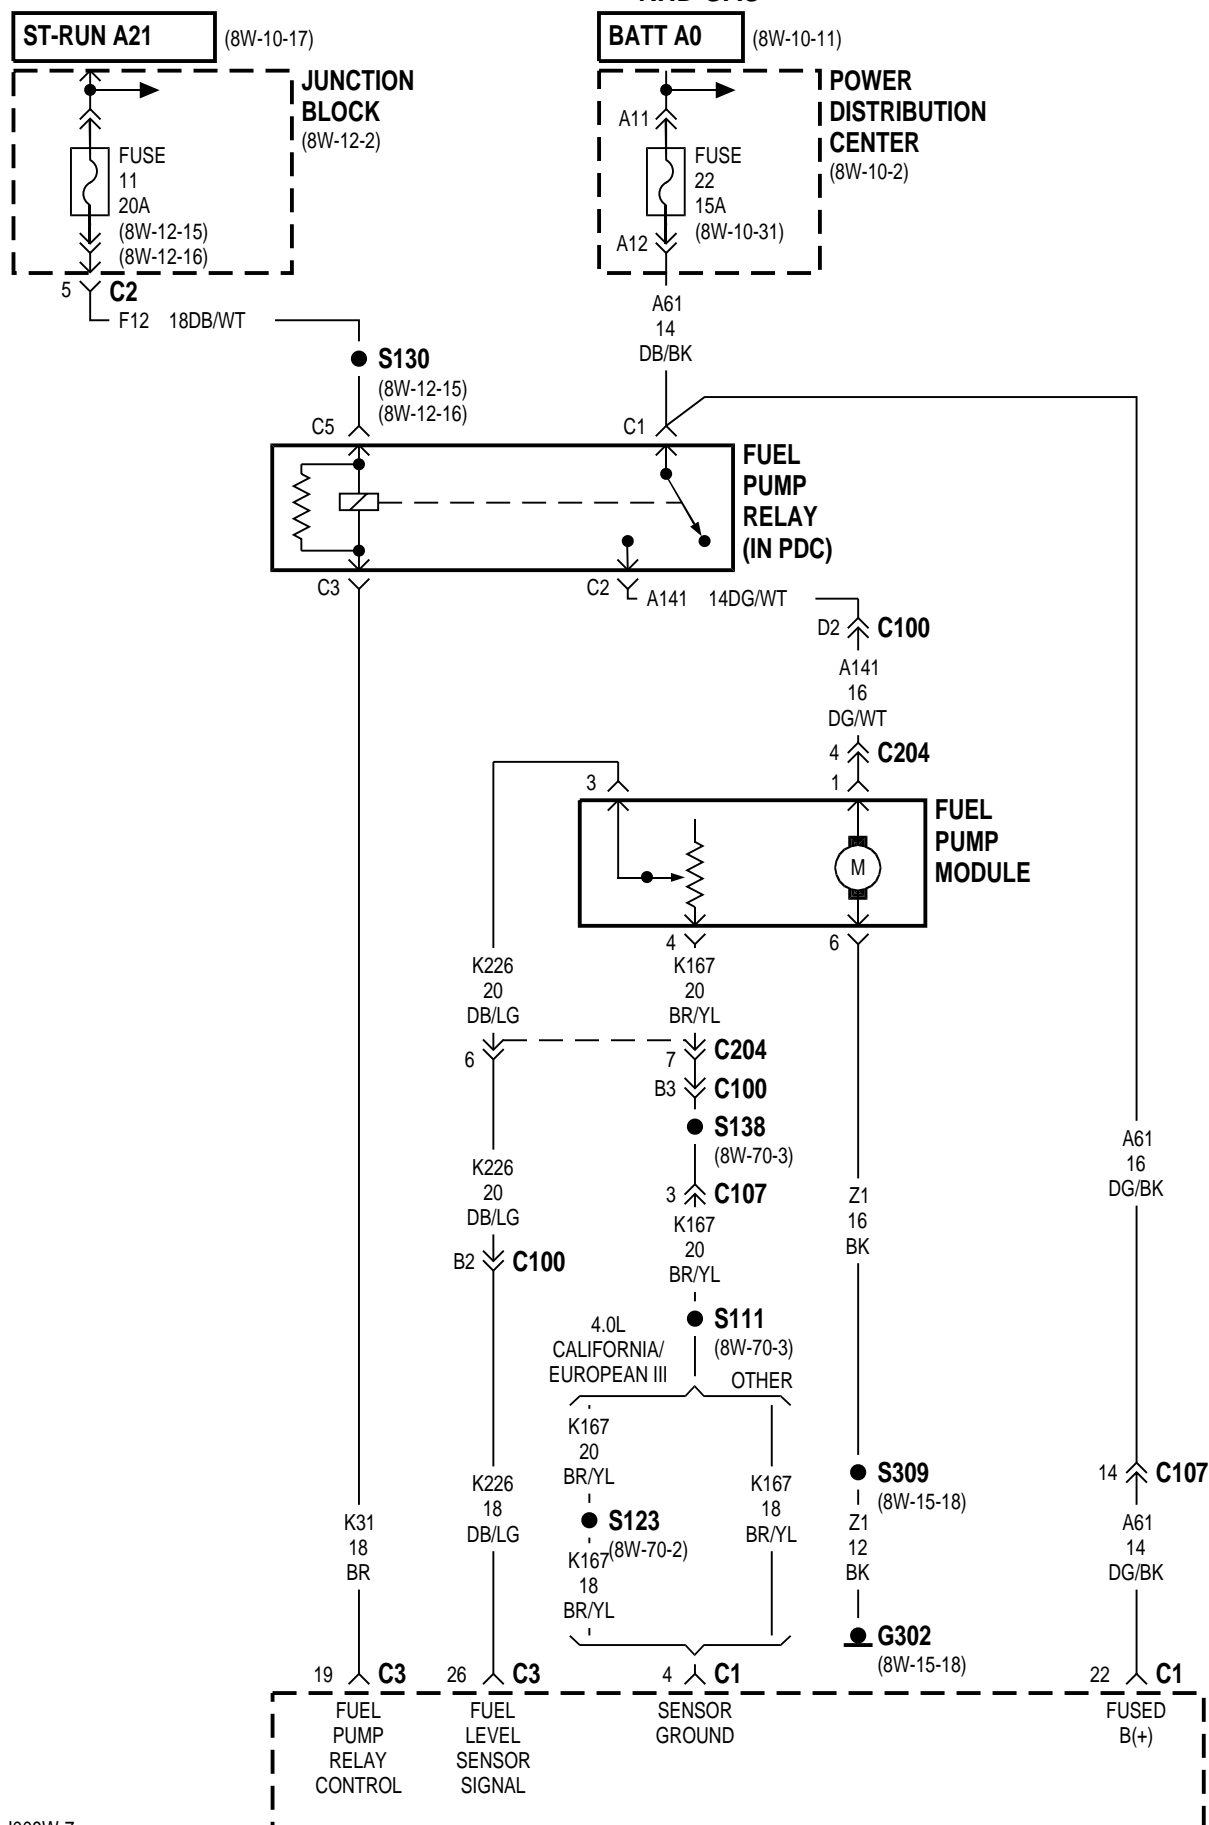 ST-RUN A21
(8W-10-17)
BATT A0
(8W-10-11)
JUNCTION
BLOCK
(8W-12-2)
FUSE
11
20A
(8W-12-15)
(8W-12-16)
5
C2
F12
18DB/WT
S130
(8W-12-15)
(8W-12-16)
C5
POWER
DISTRIBUTION
CENTER
(8W-10-2)
A11
FUSE
22
15A
(8W-10-31)
A12
A61
14
DB/BK
C1
FUEL
PUMP
RELAY
(IN PDC)
C3
C2
A141
14DG/WT
D2
C100
A141
16
DG/WT
4
C204
3
1
FUEL
PUMP
MODULE
M
4
6
K226
20
DB/LG
K167
20
BR/YL
6
7
C204
B3
C100
S138
(8W-70-3)
K226
20
DB/LG
3
C107
K167
20
BR/YL
B2
C100
Z1
16
BK
A61
16
DG/BK
S111
(8W-70-3)
4.0L
CALIFORNIA/
EUROPEAN III
OTHER
K167
20
BR/YL
S123
(8W-70-2)
K167
18
BR/YL
K167
18
BR/YL
K31
18
BR
K226
18
DB/LG
S309
(8W-15-18)
Z1
12
BK
G302
(8W-15-18)
14
C107
A61
14
DG/BK
19
C3
26
C3
4
C1
22
C1
FUEL
PUMP
RELAY
CONTROL
FUEL
LEVEL
SENSOR
SIGNAL
SENSOR
GROUND
FUSED
B(+)